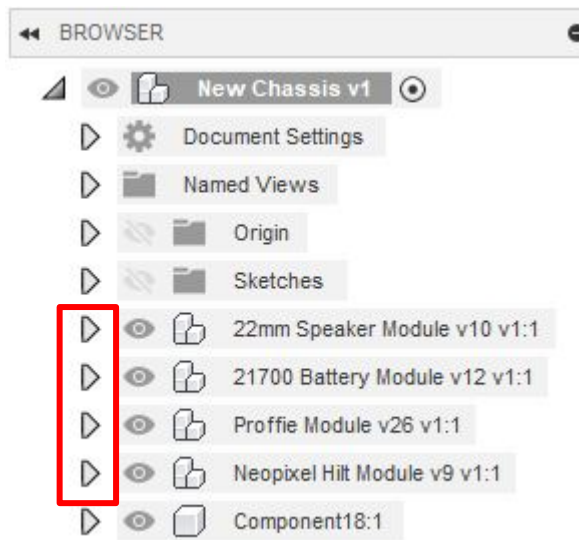 BROWSER
New Chassis v1
Document Settings
Named Views
Origin
Sketches
22mm Speaker Module v10 v1:1
21700 Battery Module v12 v1:1
Proffie Module v26 v1:1
Neopixel Hilt Module v9 v1:1
Component18:1